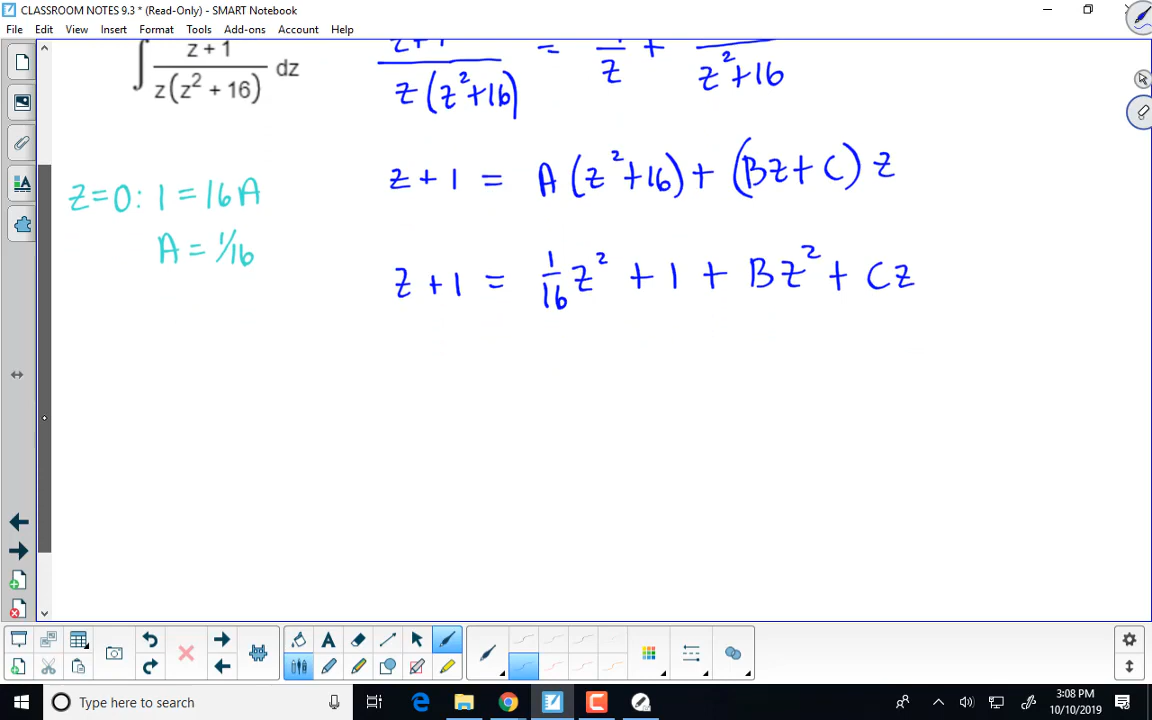 CLASSROOM NOTES 9.3 * (Read-Only) - SMART Notebook
File Edit View Insert Format Tools Add-ons Account Help
∫ z + 1 / z(z² + 16) dz
z(z²+16) = z + z²+16
z + 1 = A(z²+16) + (Bz + C) z
z=0: 1 = 16A
A = 1/16
z + 1 = 1/16 z² + 1 + Bz² + Cz
A
Type here to search
3:08 PM
10/10/2019